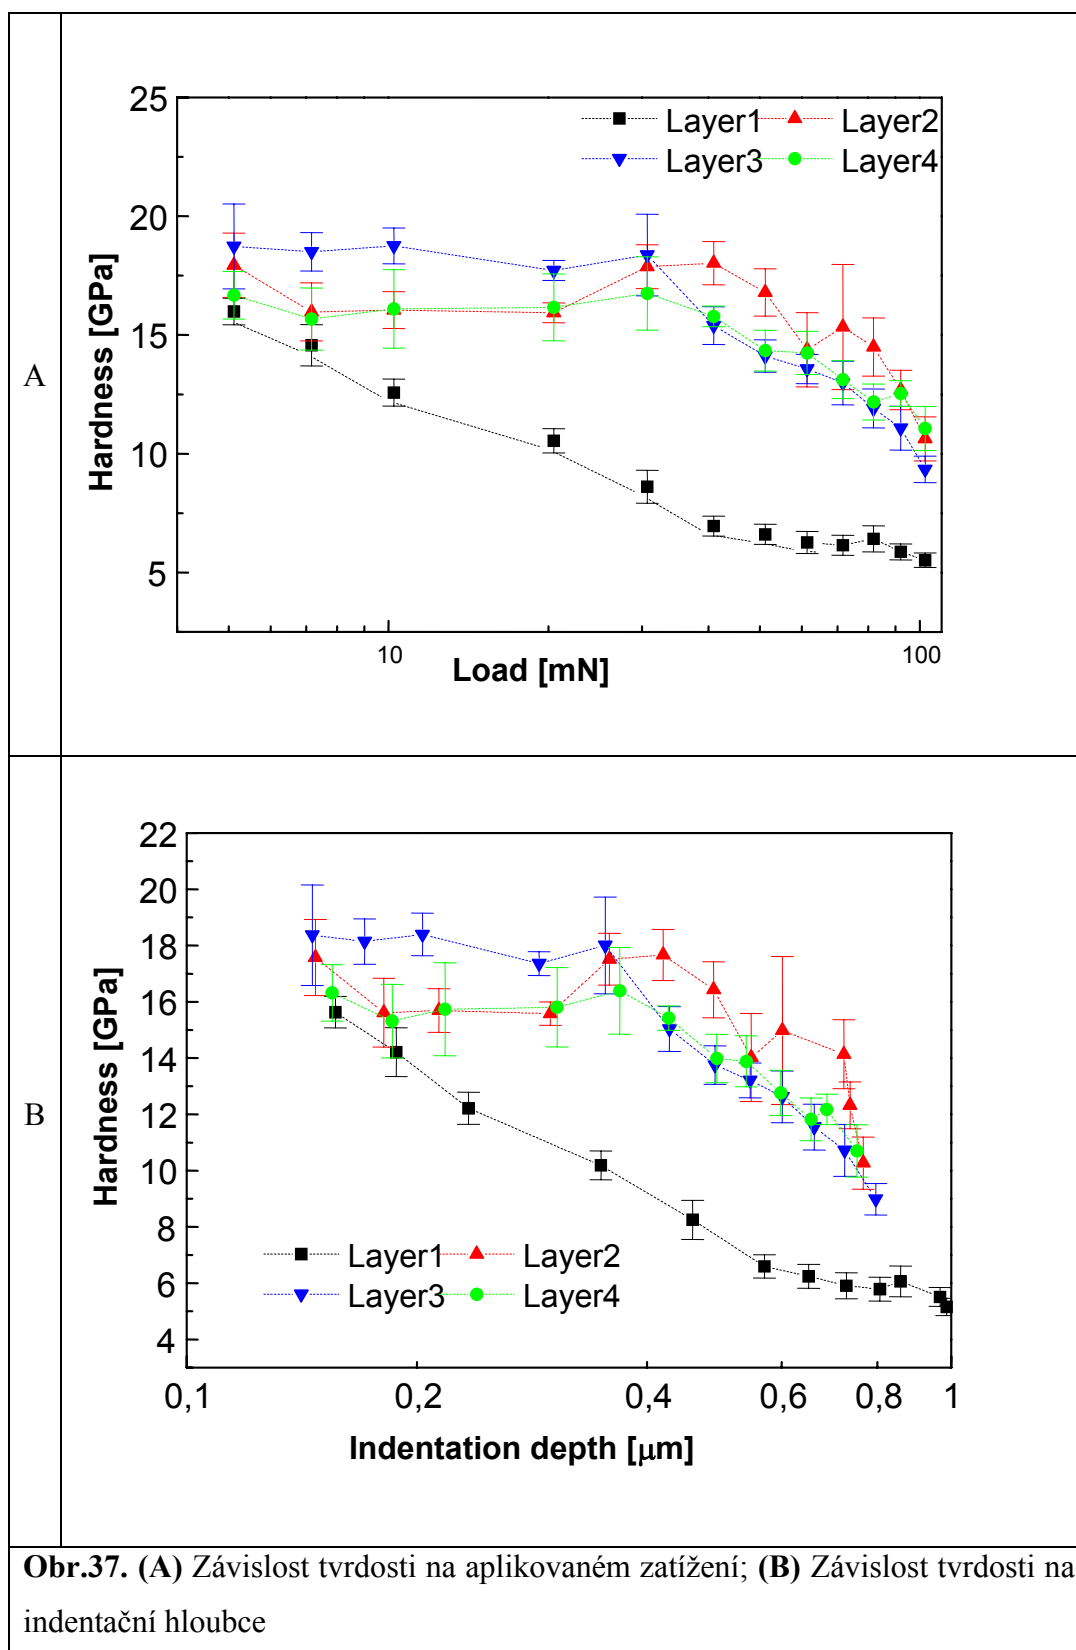 A
25
20
15
10
5
Hardness [GPa]
Layer1 Layer2
Layer3 Layer4
10 100
Load [mN]
B
22
20
18
16
14
12
10
8
6
4
Hardness [GPa]
Layer1 Layer2
Layer3 Layer4
0,1 0,2 0,4 0,6 0,8 1
Indentation depth [μm]
Obr.37. (A) Závislost tvrdosti na aplikovaném zatížení; (B) Závislost tvrdosti na
indentační hloubce